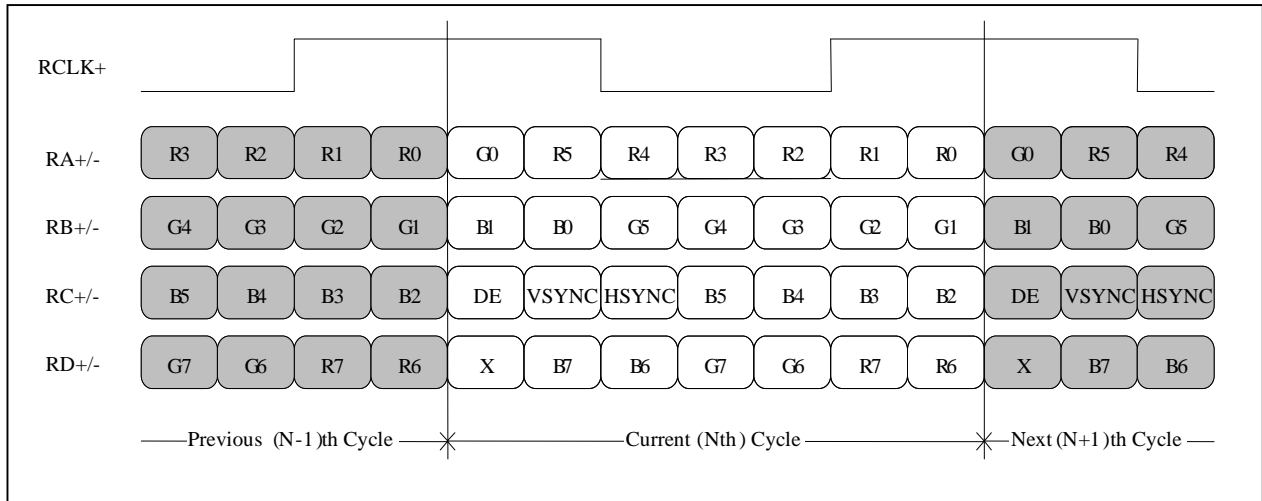 RCLK+
RA+/- R3 R2 R1 R0 G0 R5 R4 R3 R2 R1 R0 G0 R5 R4
RB+/- G4 G3 G2 G1 B1 B0 G5 G4 G3 G2 G1 B1 B0 G5
RC+/- B5 B4 B3 B2 DE VSYNC HSYNC B5 B4 B3 B2 DE VSYNC HSYNC
RD+/- G7 G6 R7 R6 X B7 B6 G7 G6 R7 R6 X B7 B6
Previous (N-1)th Cycle Current (Nth) Cycle Next (N+1)th Cycle